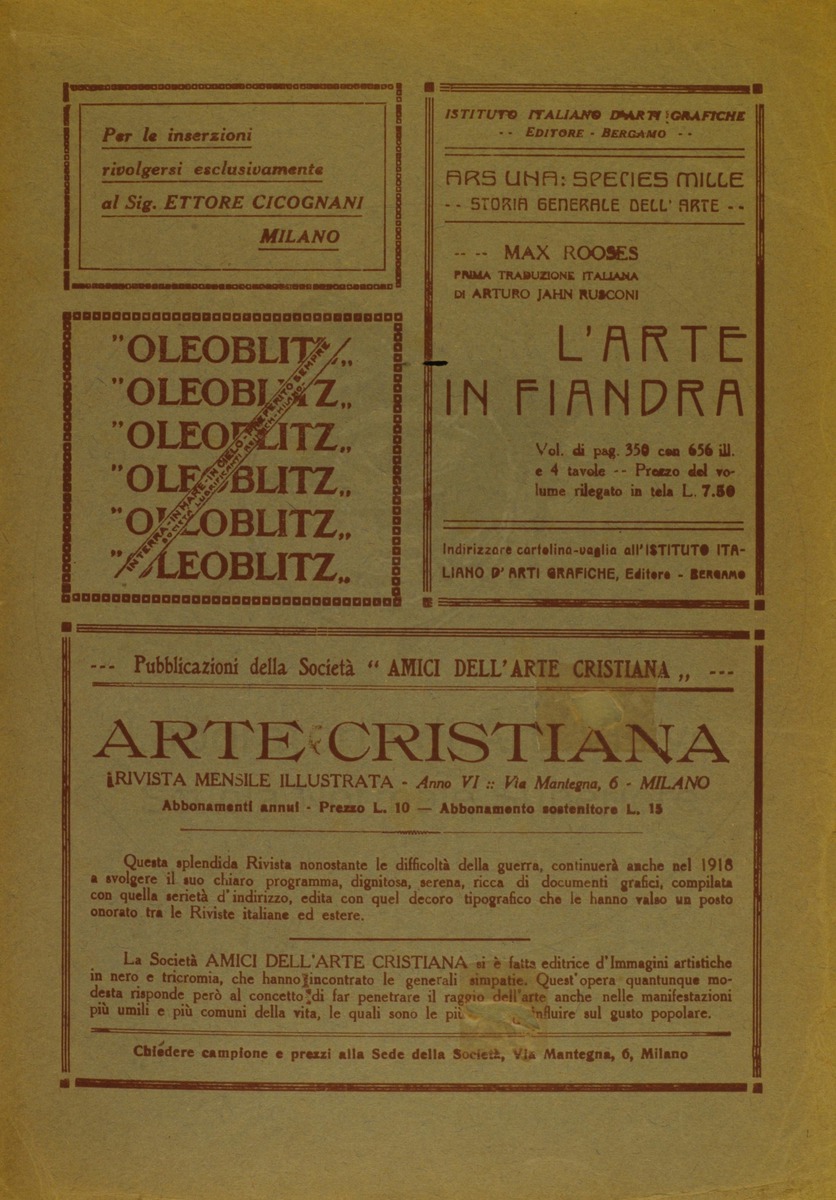 Per le inserzioni
rivolgersi esclusivamente
al Sig. ETTORE CICOGNANI
MILANO
"OLEOBLITZ„
"OLEOBLITZ„
"OLEOBLITZ„
"OLEOBLITZ„
"OLEOBLITZ„
"OLEOBLITZ„
INTERRA-IN MARE-IN CIELO-PREFERITO SEMPRE
SOCIETÀ LUBRIFICANTI -MILANO-
ISTITUTO ITALIANO D'ARTI GRAFICHE
- - EDITORE - BERGAMO - -
ARS UNA: SPECIES MILLE
- - STORIA GENERALE DELL' ARTE - -
-- -- MAX ROOSES
PRIMA TRADUZIONE ITALIANA
DI ARTURO JAHN RUSCONI
L'ARTE
IN FIANDRA
Vol. di pag. 350 con 656 ill.
e 4 tavole -- Prezzo del vo-
lume rilegato in tela L. 7.50
Indirizzare cartolina-vaglia all'ISTITUTO ITA-
LIANO D'ARTI GRAFICHE, Editore - BERGAMO
--- Pubblicazioni della Società “ AMICI DELL'ARTE CRISTIANA „ ---
ARTE CRISTIANA
RIVISTA MENSILE ILLUSTRATA - Anno VI :: Via Mantegna, 6 - MILANO
Abbonamenti annui - Prezzo L. 10 — Abbonamento sostenitore L. 15
Questa splendida Rivista nonostante le difficoltà della guerra, continuerà anche nel 1918
a svolgere il suo chiaro programma, dignitosa, serena, ricca di documenti grafici, compilata
con quella serietà d'indirizzo, edita con quel decoro tipografico che le hanno valso un posto
onorato tra le Riviste italiane ed estere.
La Società AMICI DELL'ARTE CRISTIANA si è fatta editrice d'Immagini artistiche
in nero e tricromia, che hanno incontrato le generali simpatie. Quest'opera quantunque mo-
desta risponde però al concetto di far penetrare il raggio dell'arte anche nelle manifestazioni
più umili e più comuni della vita, le quali sono le influire sul gusto popolare.
Chiedere campione e prezzi alla Sede della Società, Via Mantegna, 6, Milano